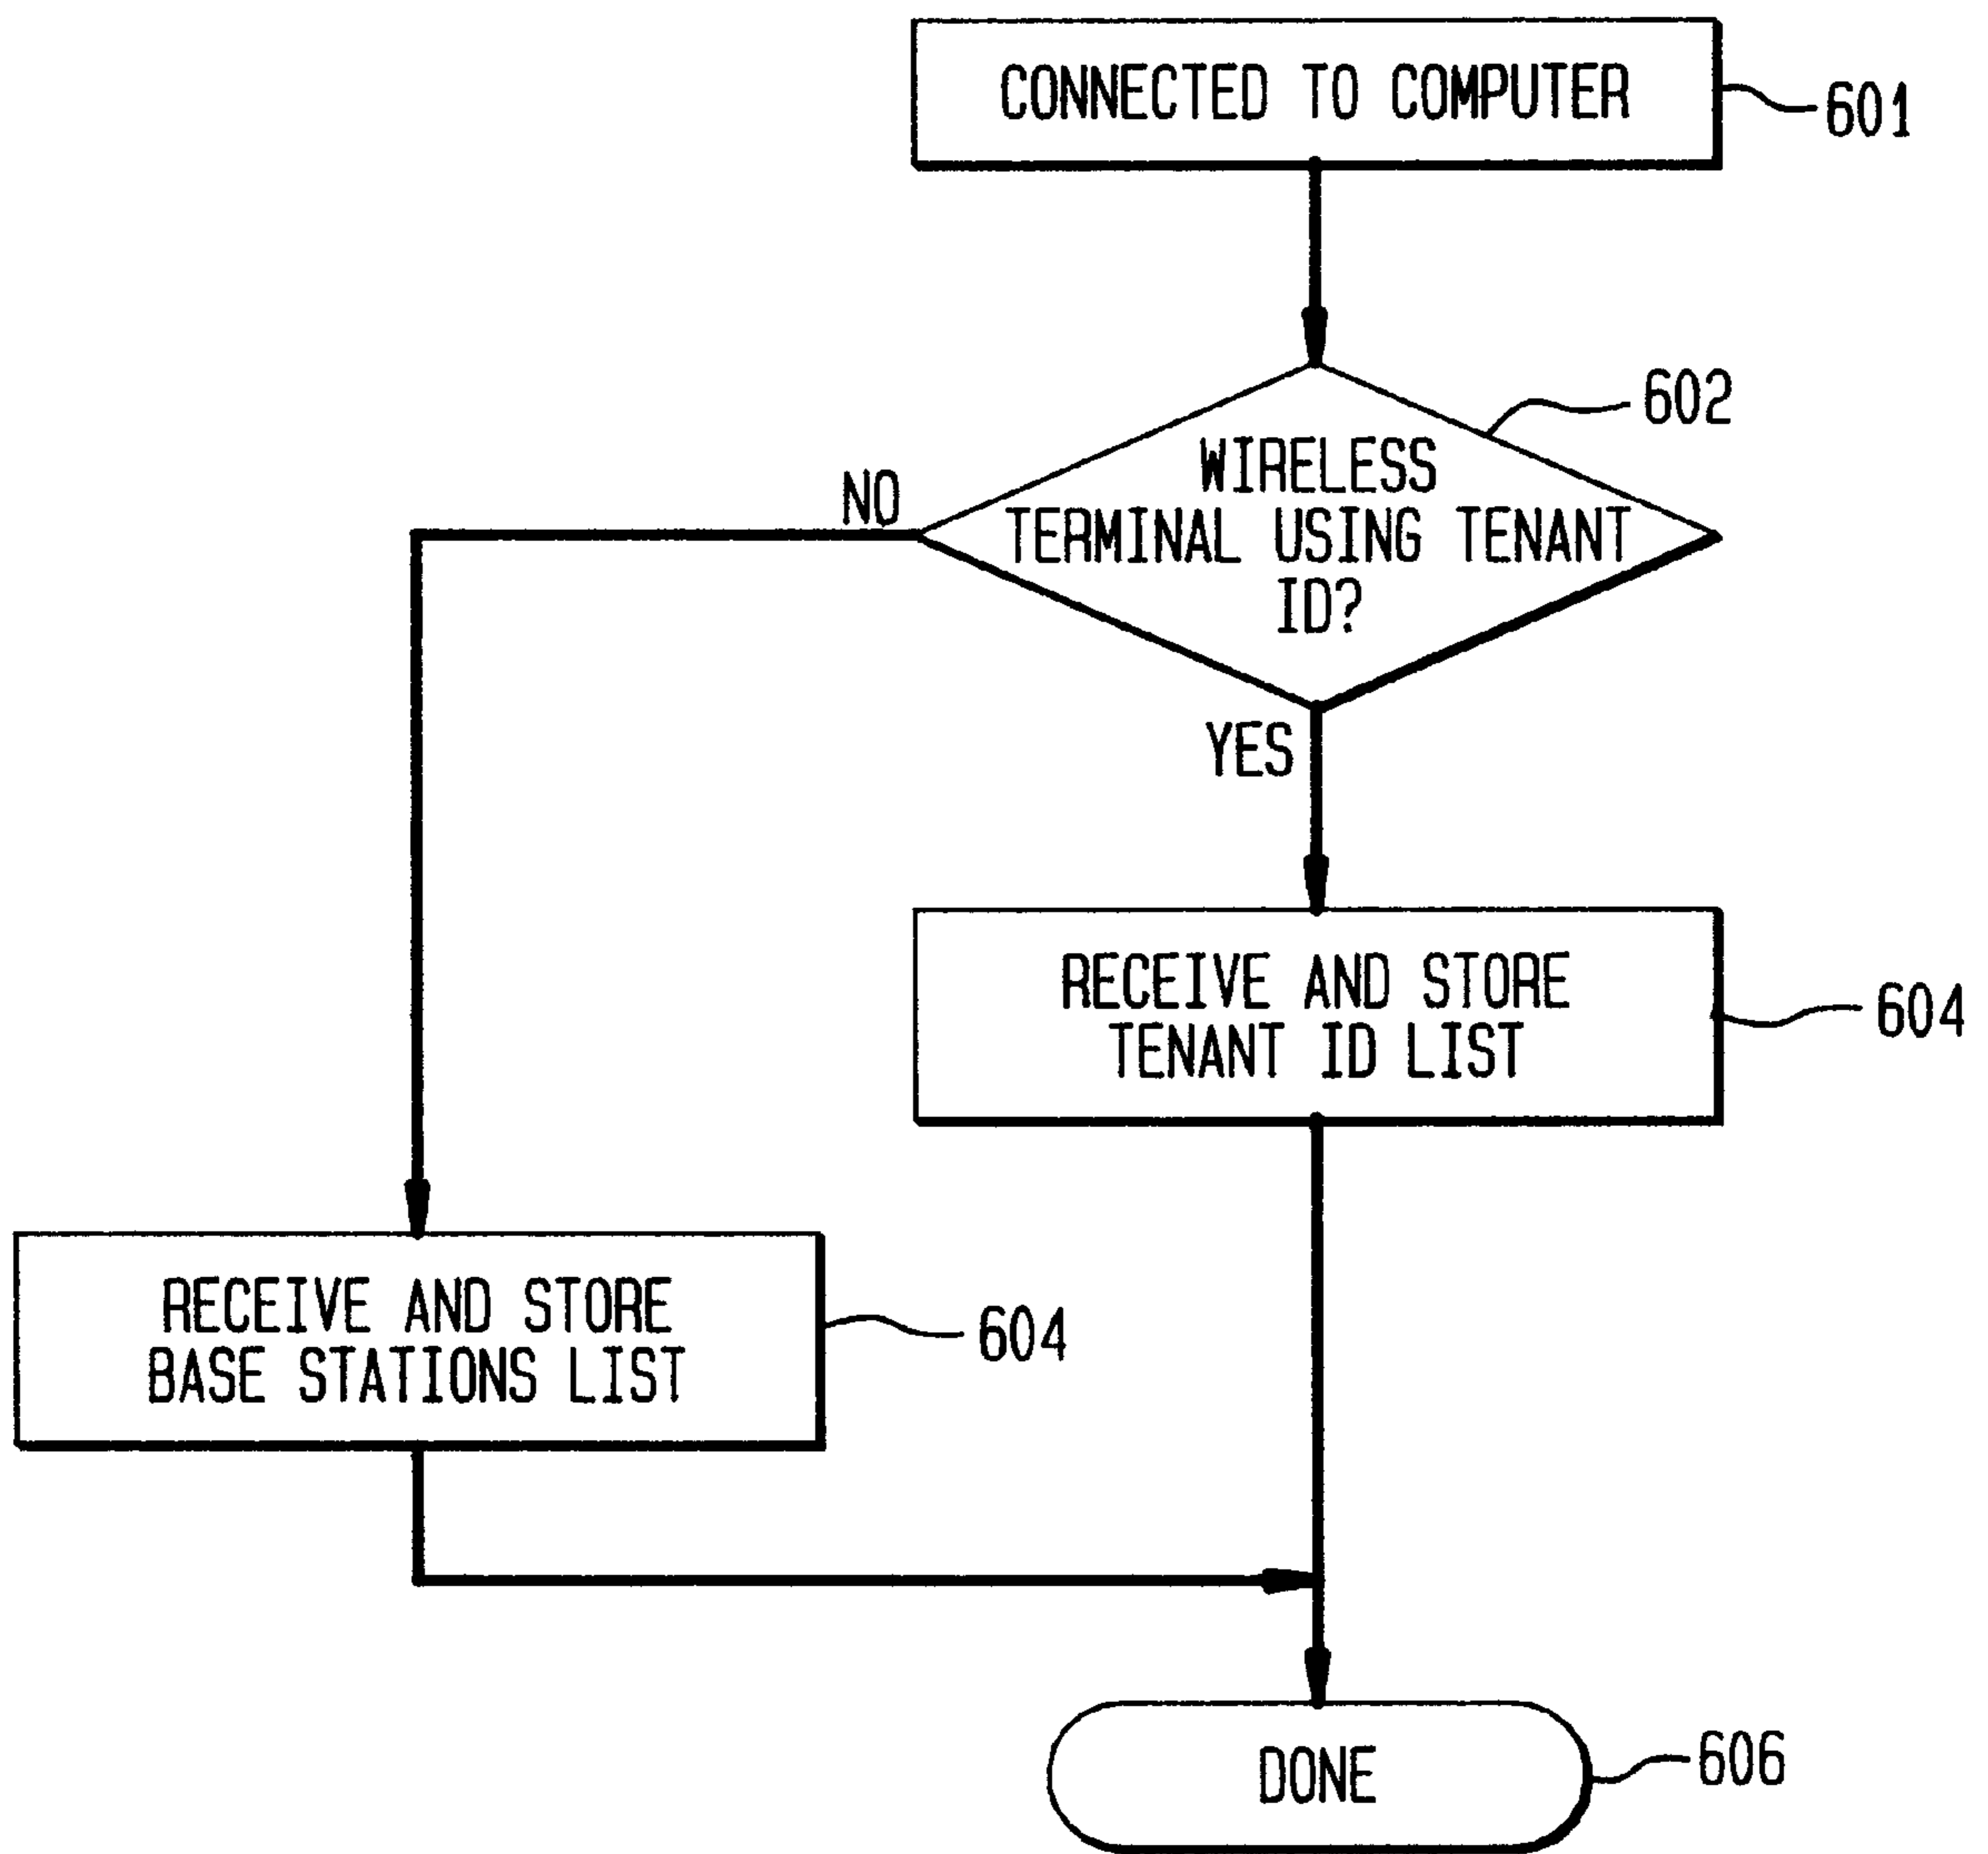 CONNECTED TO COMPUTER
601
602
WIRELESS
TERMINAL USING TENANT
ID?
NO
YES
RECEIVE AND STORE
TENANT ID LIST
604
RECEIVE AND STORE
BASE STATIONS LIST
604
DONE
606